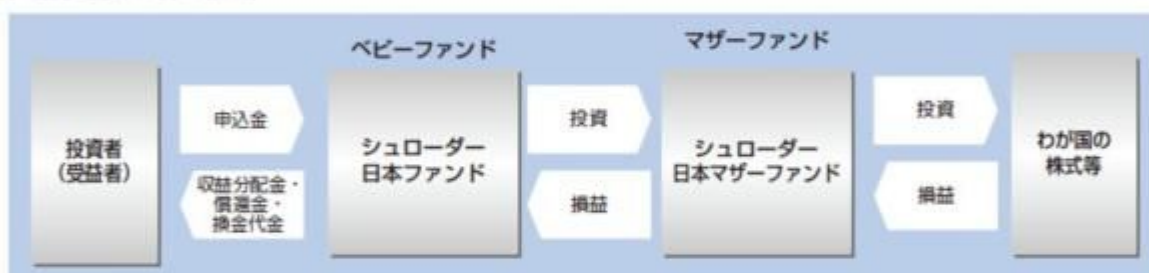 ベビーファンド
マザーファンド
投資者
(受益者)
申込金
収益分配金・
償還金・
換金代金
シュローダー
日本ファンド
投資
損益
シュローダー
日本マザーファンド
投資
損益
わが国の
株式等